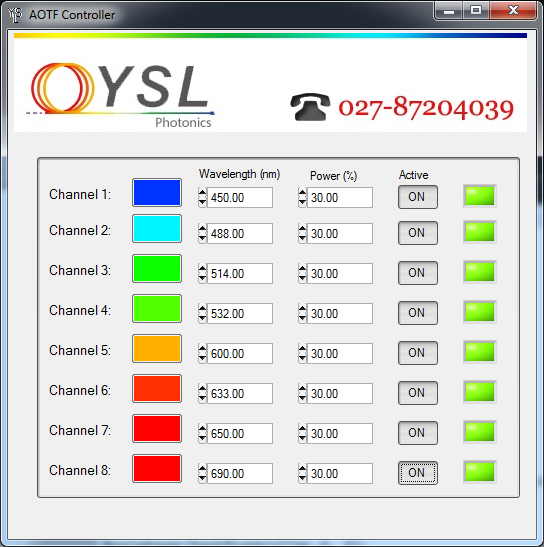 AOTF Controller
YSL
Photonics
027-87204039
Wavelength (nm) Power (%) Active
Channel 1: 450.00 30.00 ON
Channel 2: 488.00 30.00 ON
Channel 3: 514.00 30.00 ON
Channel 4: 532.00 30.00 ON
Channel 5: 600.00 30.00 ON
Channel 6: 633.00 30.00 ON
Channel 7: 650.00 30.00 ON
Channel 8: 690.00 30.00 ON